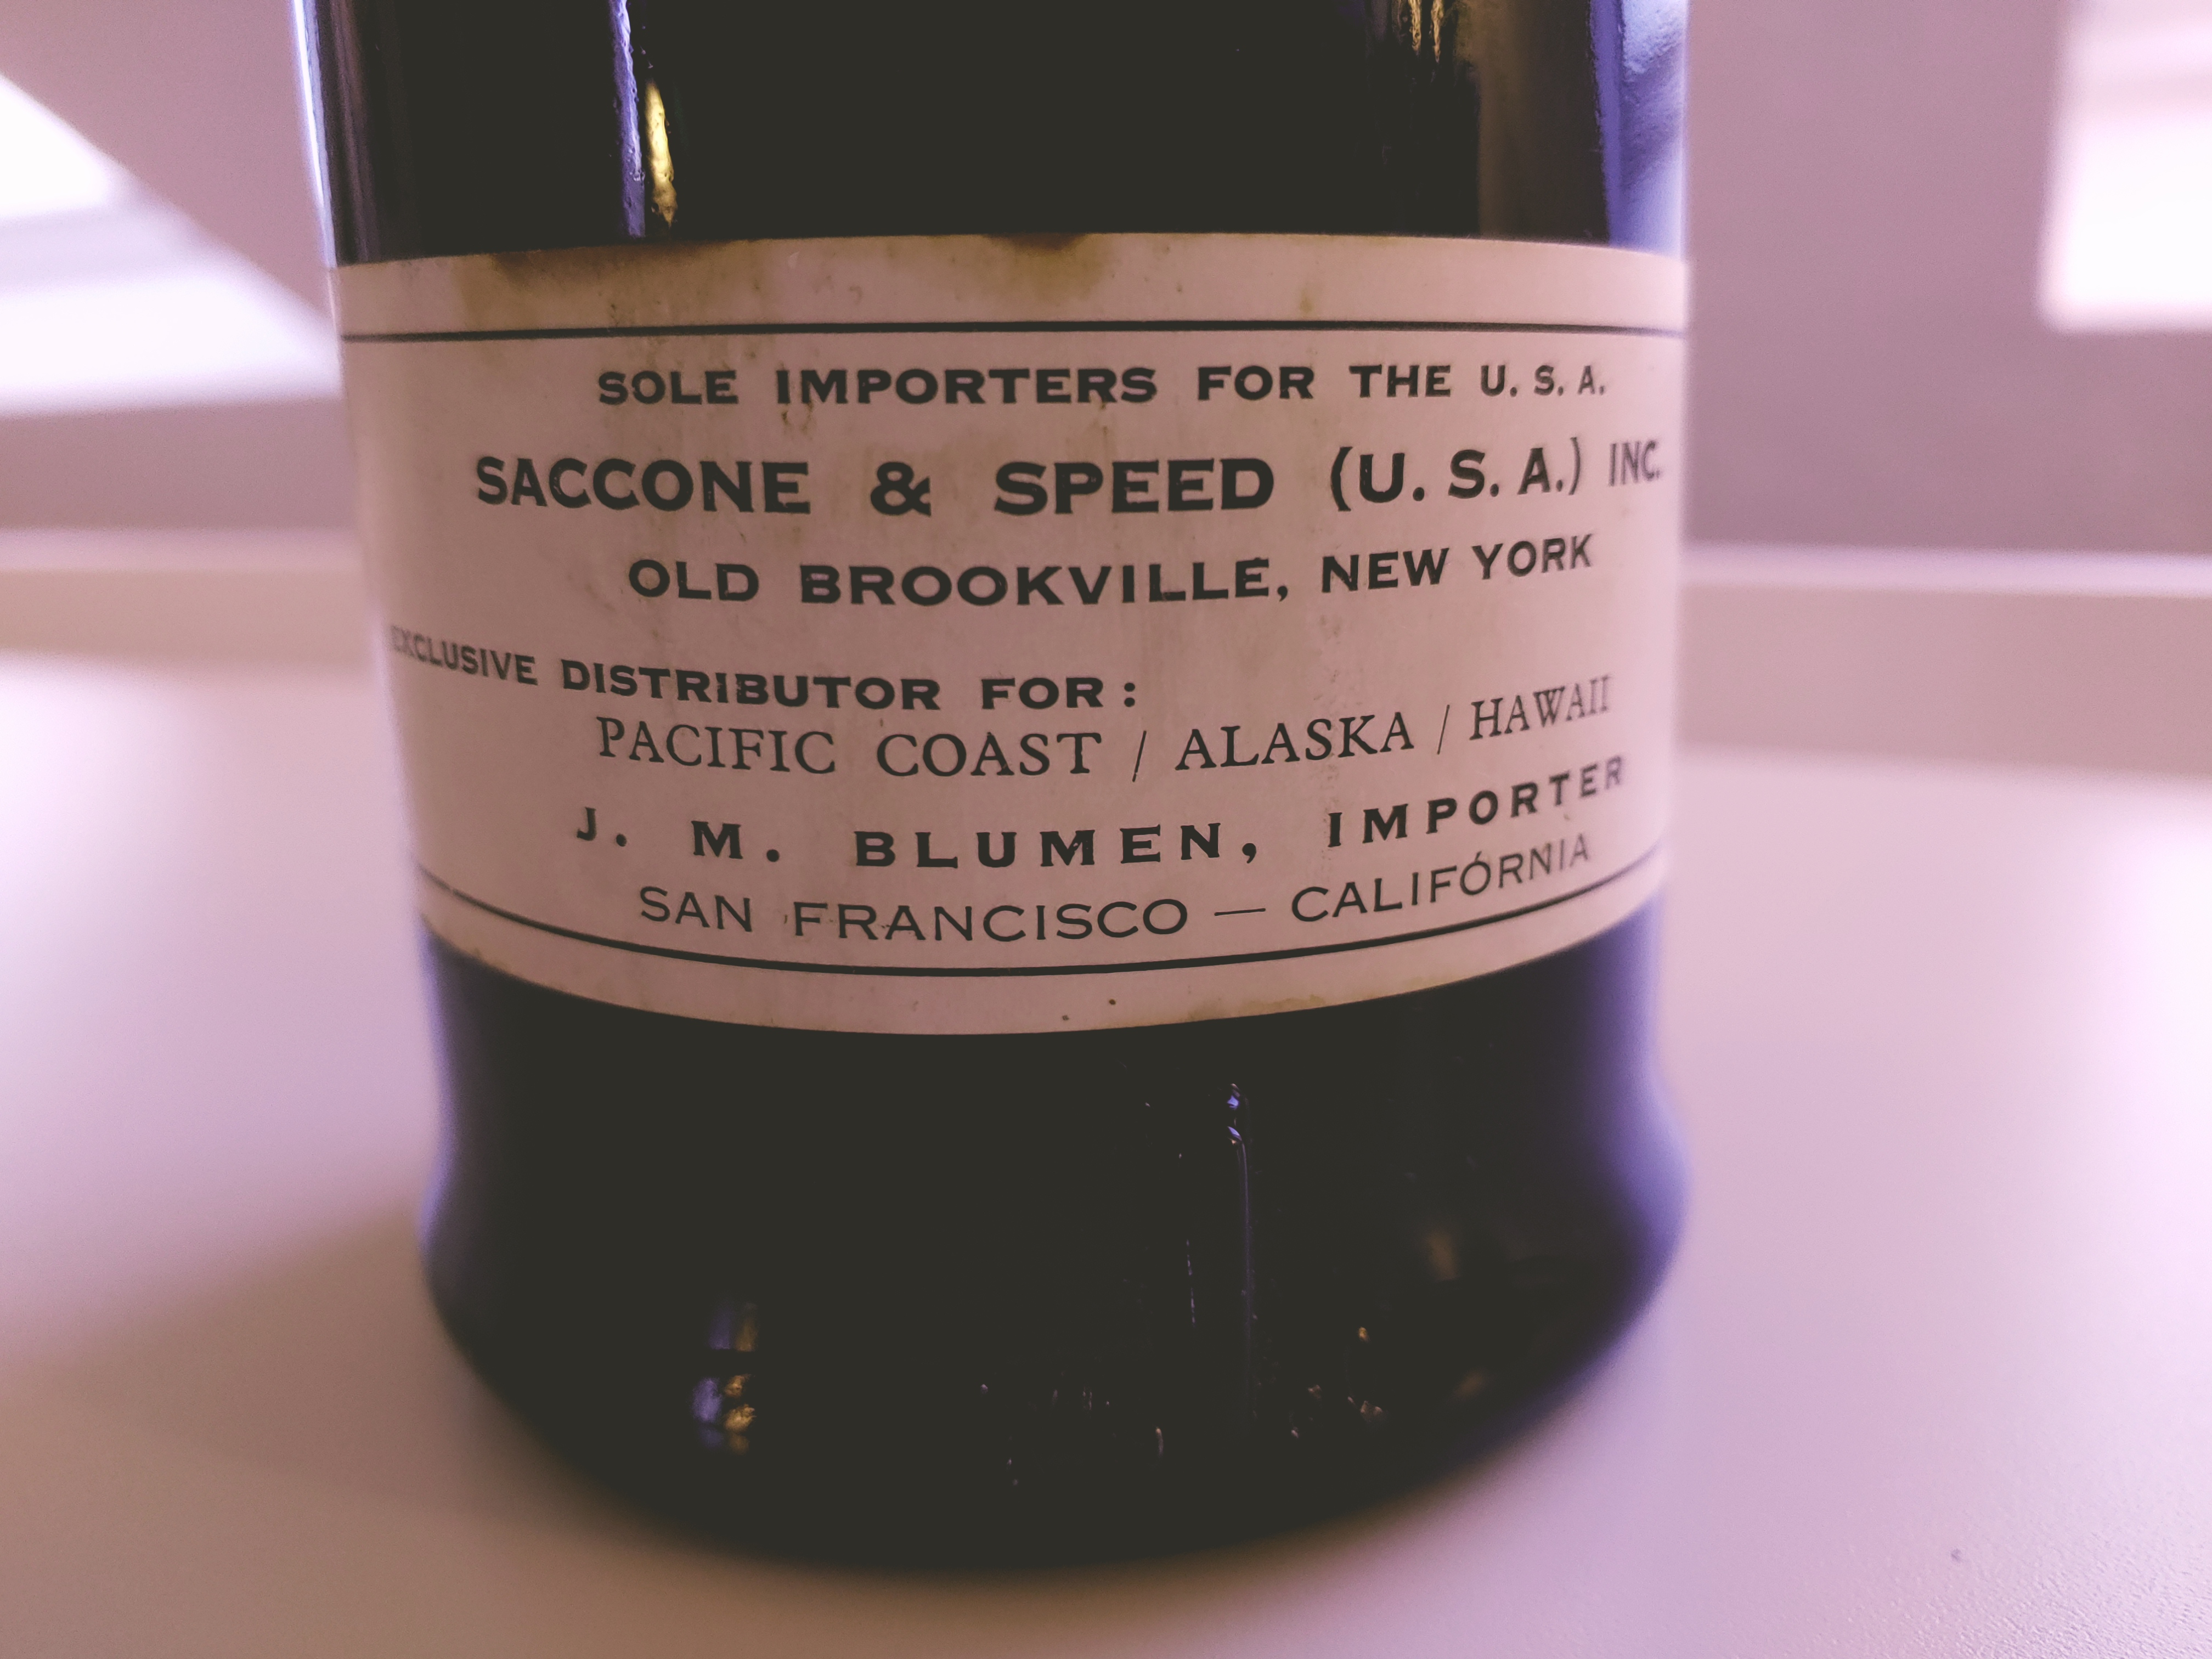 SOLE IMPORTERS FOR THE U. S. A.
SACCONE & SPEED (U. S. A.) INC.
OLD BROOKVILLE, NEW YORK
EXCLUSIVE DISTRIBUTOR FOR:
PACIFIC COAST / ALASKA / HAWAII
J. M. BLUMEN, IMPORTER
SAN FRANCISCO — CALIFÓRNIA